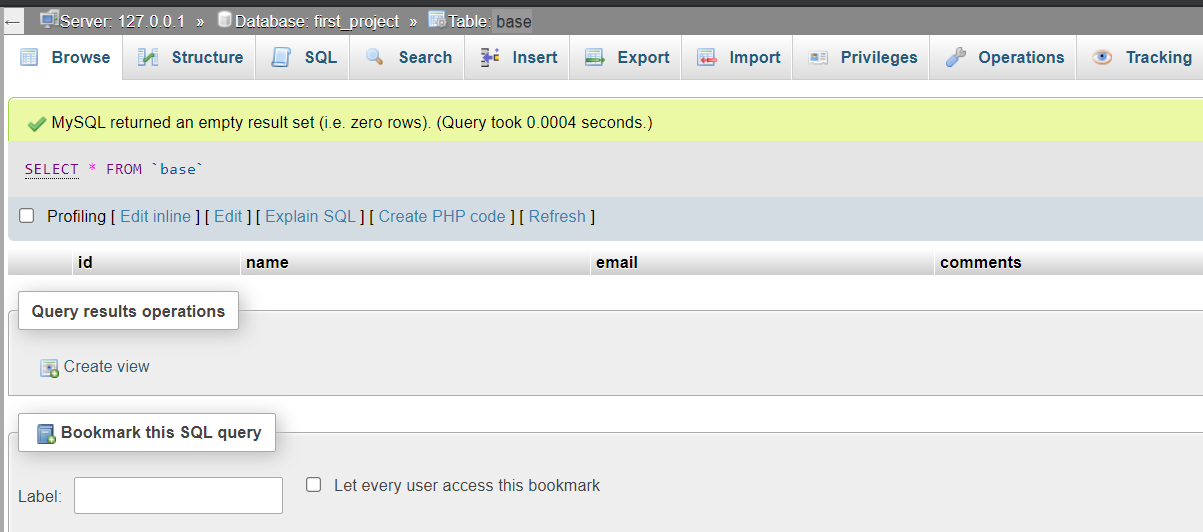 Server: 127.0.0.1 » Database: first_project » Table: base
Browse Structure SQL Search Insert Export Import Privileges Operations Tracking
MySQL returned an empty result set (i.e. zero rows). (Query took 0.0004 seconds.)
SELECT * FROM `base`
Profiling [ Edit inline ] [ Edit ] [ Explain SQL ] [ Create PHP code ] [ Refresh ]
id name email comments
Query results operations
Create view
Bookmark this SQL query
Label: Let every user access this bookmark